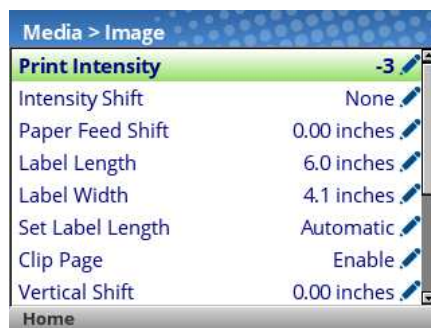 Media > Image
Print Intensity -3
Intensity Shift None
Paper Feed Shift 0.00 inches
Label Length 6.0 inches
Label Width 4.1 inches
Set Label Length Automatic
Clip Page Enable
Vertical Shift 0.00 inches
Home